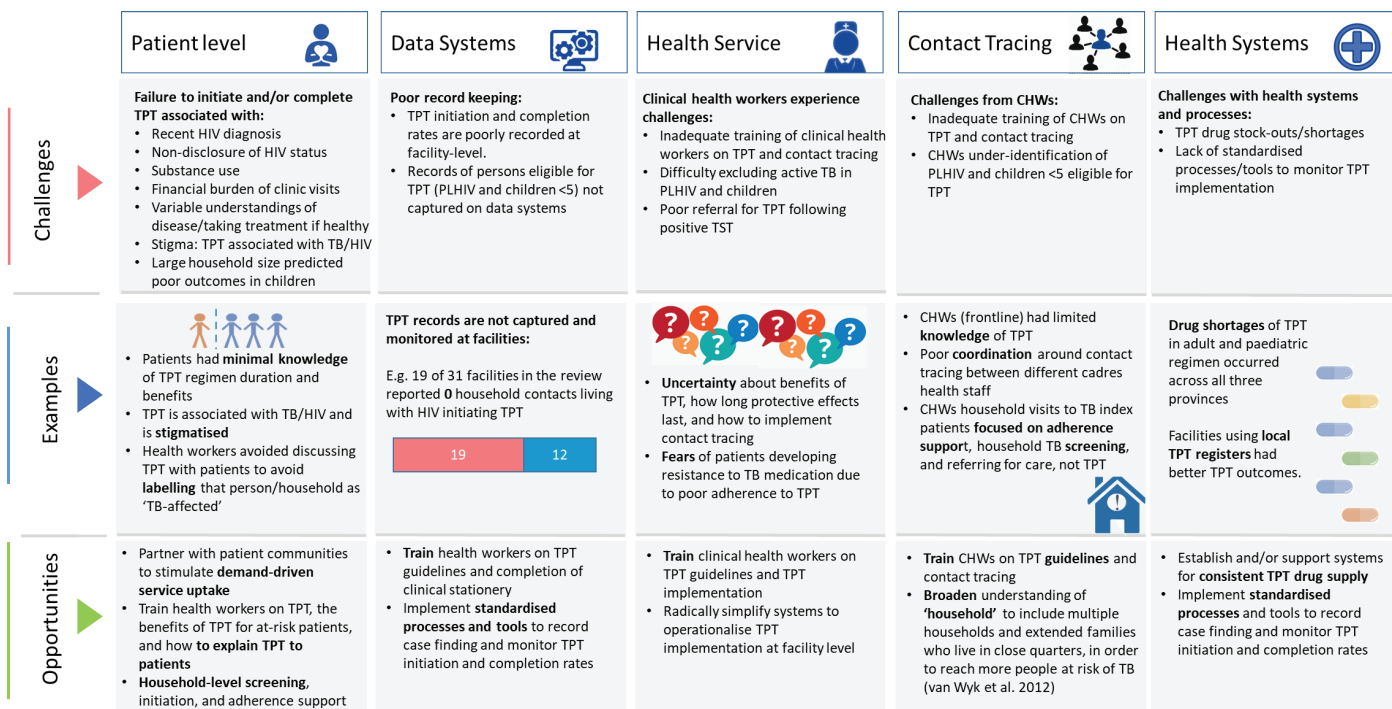 Patient level
Data Systems
Health Service
Contact Tracing
Health Systems
Challenges
Failure to initiate and/or complete
TPT associated with:
• Recent HIV diagnosis
• Non-disclosure of HIV status
• Substance use
• Financial burden of clinic visits
• Variable understandings of
disease/taking treatment if healthy
• Stigma: TPT associated with TB/HIV
• Large household size predicted
poor outcomes in children
Poor record keeping:
• TPT initiation and completion
rates are poorly recorded at
facility-level.
• Records of persons eligible for
TPT (PLHIV and children <5) not
captured on data systems
Clinical health workers experience
challenges:
• Inadequate training of clinical health
workers on TPT and contact tracing
• Difficulty excluding active TB in
PLHIV and children
• Poor referral for TPT following
positive TST
Challenges from CHWs:
• Inadequate training of CHWs on
TPT and contact tracing
• CHWs under-identification of
PLHIV and children <5 eligible for
TPT
Challenges with health systems
and processes:
• TPT drug stock-outs/shortages
• Lack of standardised
processes/tools to monitor TPT
implementation
Examples
• Patients had minimal knowledge
of TPT regimen duration and
benefits
• TPT is associated with TB/HIV and
is stigmatised
• Health workers avoided discussing
TPT with patients to avoid
labelling that person/household as
‘TB-affected’
TPT records are not captured and
monitored at facilities:
E.g. 19 of 31 facilities in the review
reported 0 household contacts living
with HIV initiating TPT
19 12
? ? ? ? ? ? ? ? ? ?
• Uncertainty about benefits of
TPT, how long protective effects
last, and how to implement
contact tracing
• Fears of patients developing
resistance to TB medication due
to poor adherence to TPT
• CHWs (frontline) had limited
knowledge of TPT
• Poor coordination around contact
tracing between different cadres
health staff
• CHWs household visits to TB index
patients focused on adherence
support, household TB screening,
and referring for care, not TPT
!
Drug shortages of TPT
in adult and paediatric
regimen occurred
across all three
provinces
Facilities using local
TPT registers had
better TPT outcomes.
Opportunities
• Partner with patient communities
to stimulate demand-driven
service uptake
• Train health workers on TPT, the
benefits of TPT for at-risk patients,
and how to explain TPT to
patients
• Household-level screening,
initiation, and adherence support
• Train health workers on TPT
guidelines and completion of
clinical stationery
• Implement standardised
processes and tools to record
case finding and monitor TPT
initiation and completion rates
• Train clinical health workers on
TPT guidelines and TPT
implementation
• Radically simplify systems to
operationalise TPT
implementation at facility level
• Train CHWs on TPT guidelines and
contact tracing
• Broaden understanding of
‘household’ to include multiple
households and extended families
who live in close quarters, in order
to reach more people at risk of TB
(van Wyk et al. 2012)
• Establish and/or support systems
for consistent TPT drug supply
• Implement standardised
processes and tools to record
case finding and monitor TPT
initiation and completion rates